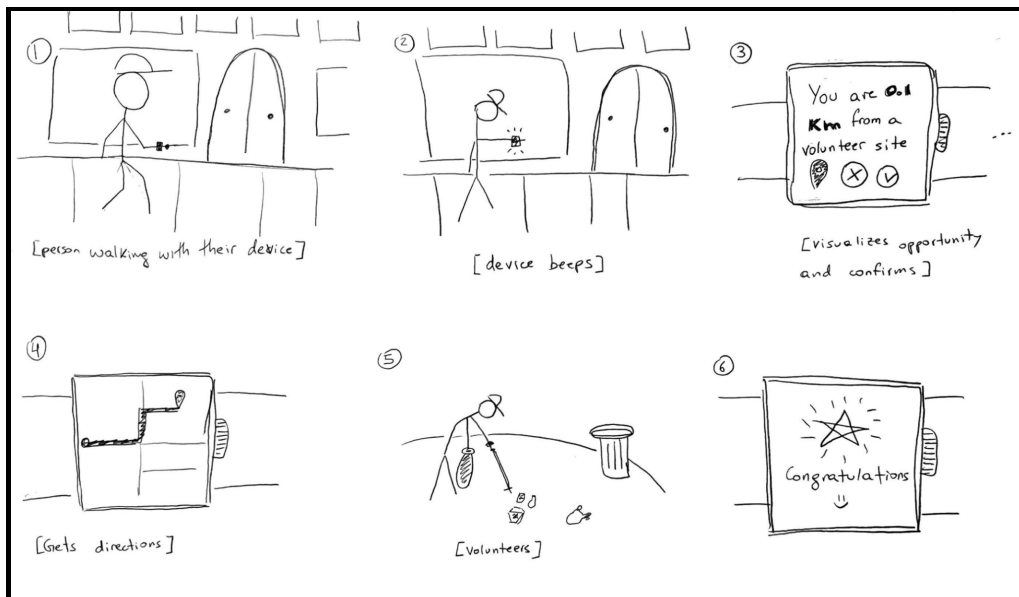 1
[person walking with their device]
2
[device beeps]
3
You are 0.1
Km from a
volunteer site
...
[visualizes opportunity
and confirms]
4
[Gets directions]
5
[volunteers]
6
Congratulations